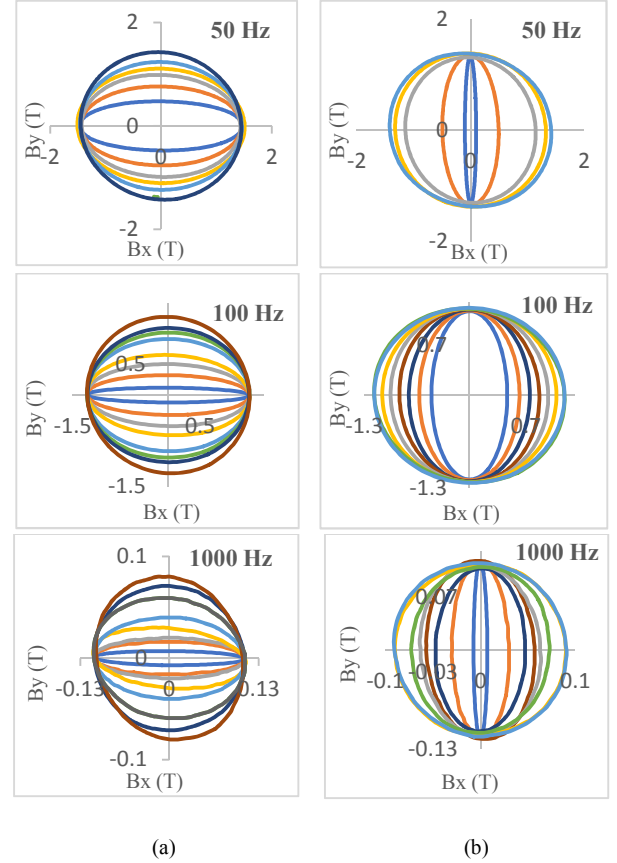 2
50 Hz
By (T)
0
-2
0
2
-2
Bx (T)
2
50 Hz
By (T)
0
-2
0
2
-2
Bx (T)
100 Hz
0.5
By (T)
-1.5
0.5
-1.5
Bx (T)
100 Hz
0.7
By (T)
-1.3
0.7
-1.3
Bx (T)
0.1
1000 Hz
By (T)
0
-0.13
0
0.13
-0.1
Bx (T)
1000 Hz
0.07
By (T)
-0.03
-0.1
0
0.1
-0.13
Bx (T)
(a)
(b)